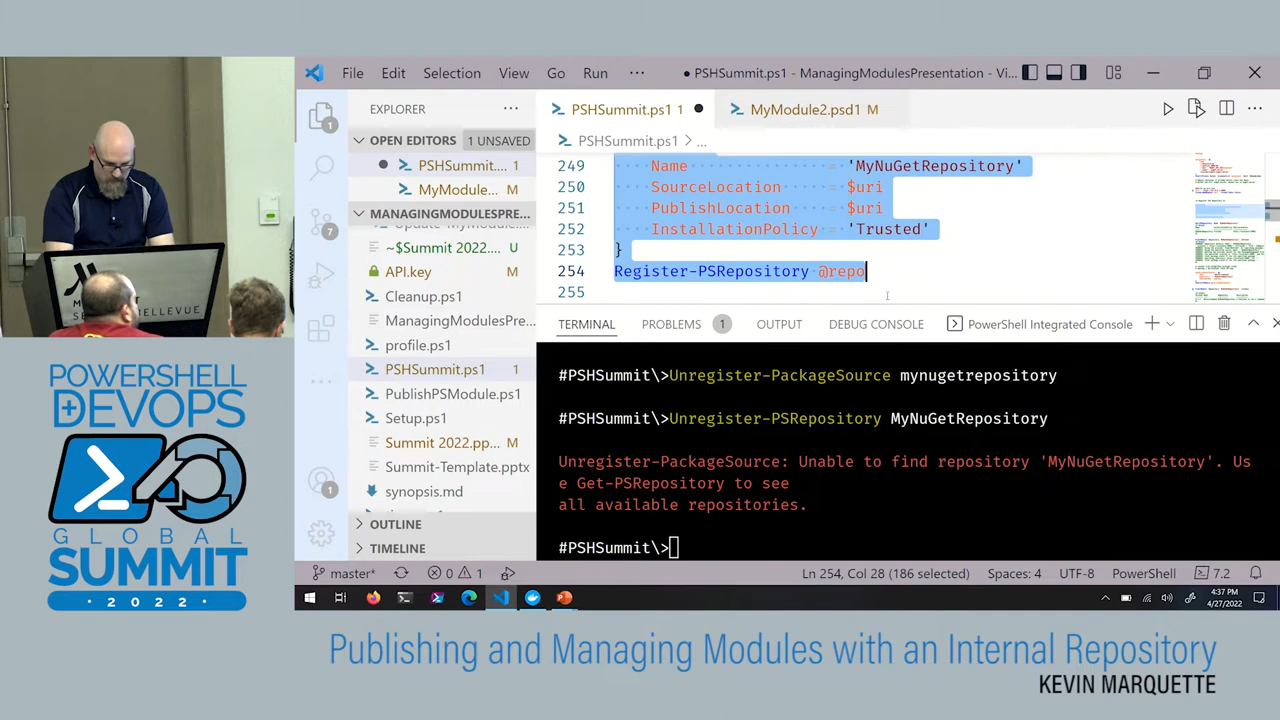 File Edit Selection View Go Run ··· ● PSHSummit.ps1 - ManagingModulesPresentation - Vi...
EXPLORER ···
OPEN EDITORS 1 UNSAVED
● PSHSummit... 1
MyModule... M
MANAGINGMODULESPRE...
~$Summit 2022....
API.key
Cleanup.ps1
ManagingModulesPre...
profile.ps1
PSHSummit.ps1 1
PublishPSModule.ps1
Setup.ps1
Summit 2022.pp... M
Summit-Template.pptx
synopsis.md
OUTLINE
TIMELINE
PSHSummit.ps1 1 ● MyModule2.psd1 M
PSHSummit.ps1 > ...
249 Name = 'MyNuGetRepository'
250 SourceLocation = $uri
251 PublishLocation = $uri
252 InstallationPolicy = 'Trusted'
253 }
254 Register-PSRepository @repo
255
TERMINAL PROBLEMS 1 OUTPUT DEBUG CONSOLE PowerShell Integrated Console
#PSHSummit\>Unregister-PackageSource mynugetrepository
#PSHSummit\>Unregister-PSRepository MyNuGetRepository
Unregister-PackageSource: Unable to find repository 'MyNuGetRepository'. Us
e Get-PSRepository to see
all available repositories.
#PSHSummit\>
master* 0 1 Ln 254, Col 28 (186 selected) Spaces: 4 UTF-8 PowerShell 7.2
4:37 PM
4/27/2022
POWERSHELL
+DEVOPS
GLOBAL
SUMMIT
· 2022 ·
Publishing and Managing Modules with an Internal Repository
KEVIN MARQUETTE